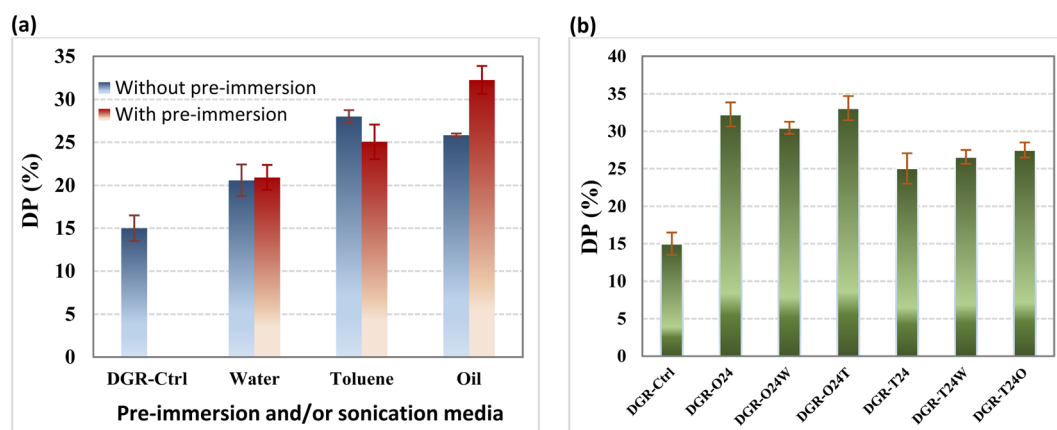 (a)
35
30
25
20
15
10
5
0
DP (%)
Without pre-immersion
With pre-immersion
DGR-Ctrl Water Toluene Oil
Pre-immersion and/or sonication media
(b)
40
35
30
25
20
15
10
5
0
DP (%)
DGR-Ctrl DGR-O24 DGR-O24W DGR-O24T DGR-T24 DGR-T24W DGR-T24O